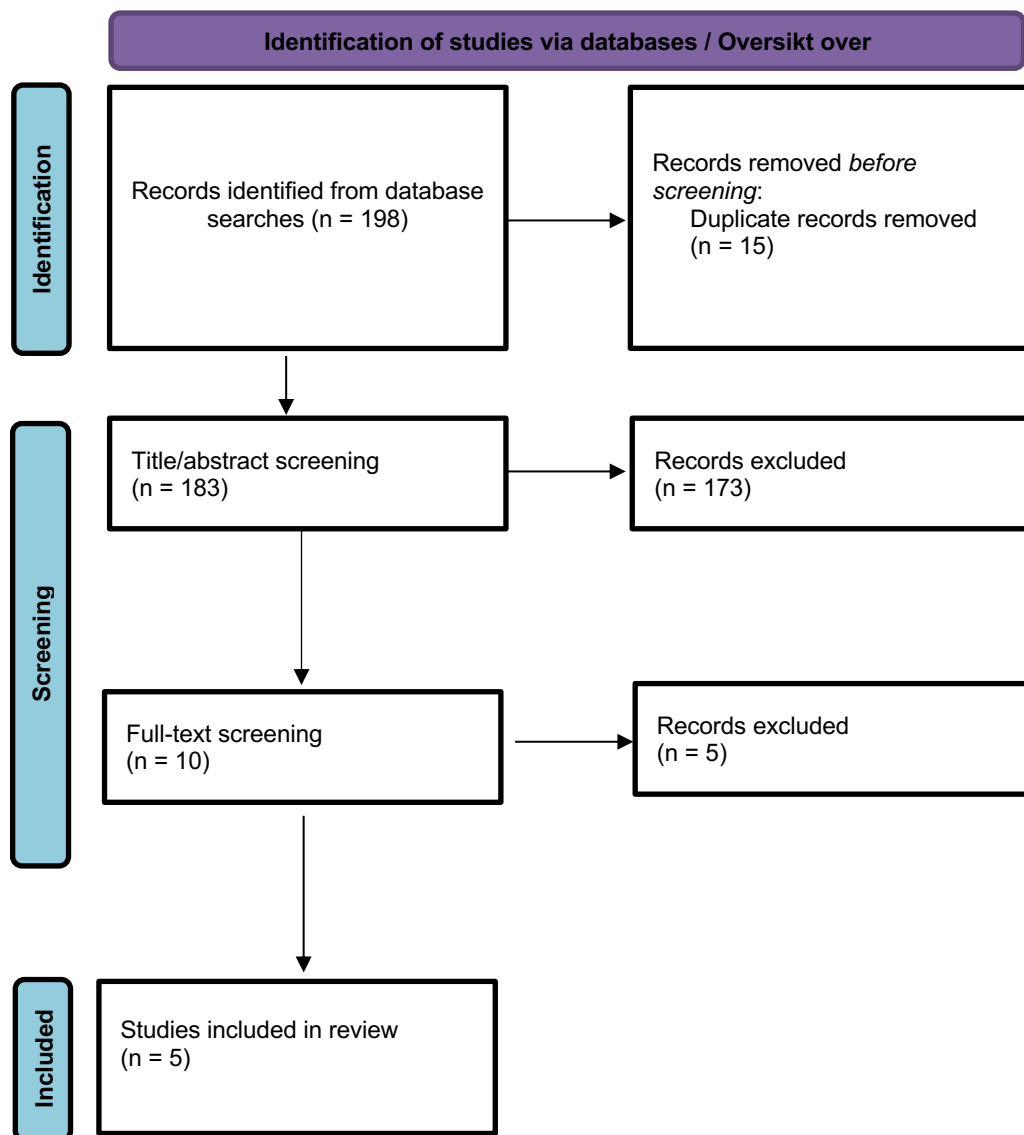 Identification of studies via databases / Oversikt over
Identification
Records identified from database
searches (n = 198)
Records removed before
screening:
Duplicate records removed
(n = 15)
Screening
Title/abstract screening
(n = 183)
Records excluded
(n = 173)
Full-text screening
(n = 10)
Records excluded
(n = 5)
Included
Studies included in review
(n = 5)